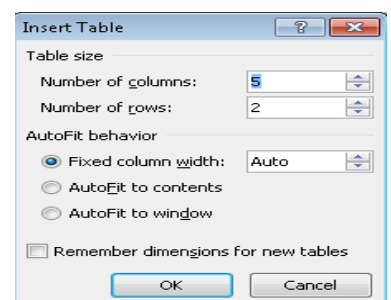 Insert Table
Table size
Number of columns: 5
Number of rows: 2
AutoFit behavior
Fixed column width: Auto
AutoFit to contents
AutoFit to window
Remember dimensions for new tables
OK Cancel